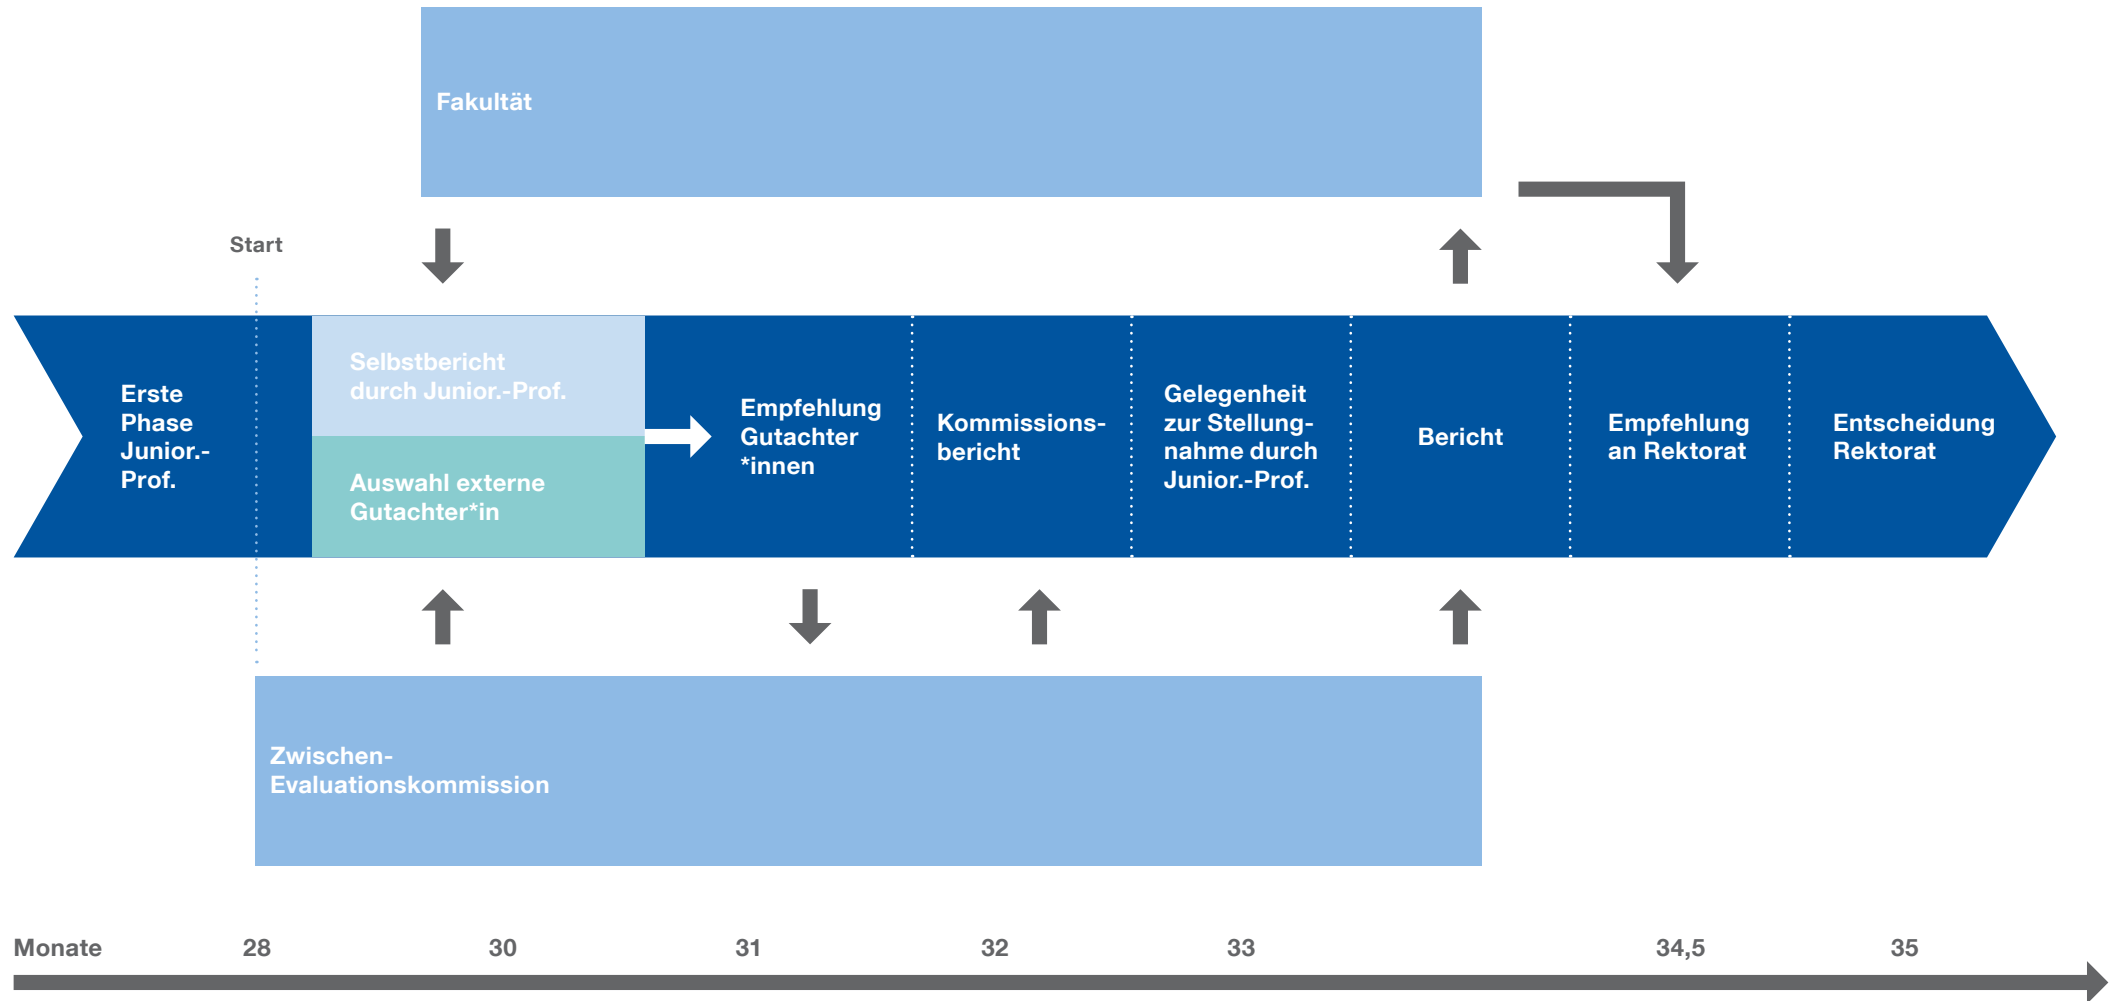 Fakultät
Start
Erste
Phase
Junior.-
Prof.
Selbstbericht
durch Junior.-Prof.
Auswahl externe
Gutachter*in
Empfehlung
Gutachter
*innen
Kommissions-
bericht
Gelegenheit
zur Stellung-
nahme durch
Junior.-Prof.
Bericht
Empfehlung
an Rektorat
Entscheidung
Rektorat
Zwischen-
Evaluationskommission
Monate 28 30 31 32 33 34,5 35